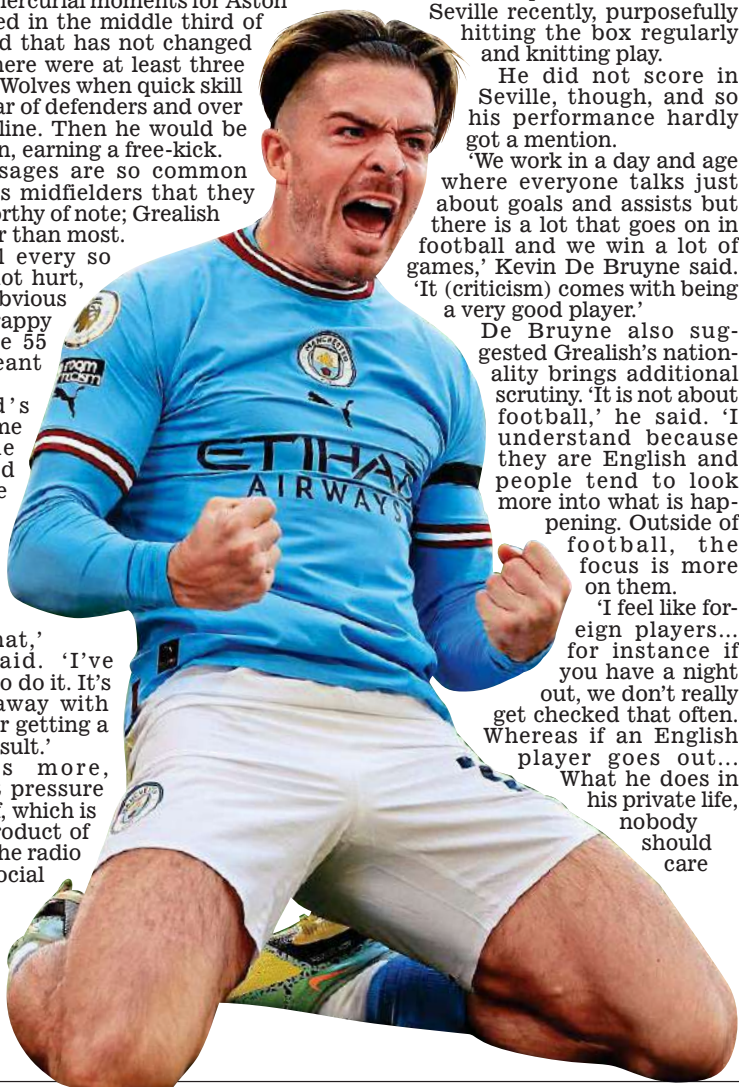 mercurial moments for Aston
ed in the middle third of
d that has not changed
here were at least three
Wolves when quick skill
ar of defenders and over
line. Then he would be
n, earning a free-kick.
sages are so common
s midfielders that they
orthy of note; Grealish
r than most.
l every so
not hurt,
bvious
rappy
e 55
eant
d's
me
e
d
e
hat,'
aid. 'I've
o do it. It's
away with
r getting a
sult.'
s more,
pressure
f, which is
roduct of
he radio
ocial
Seville recently, purposefully
hitting the box regularly
and knitting play.
He did not score in
Seville, though, and so
his performance hardly
got a mention.
'We work in a day and age
where everyone talks just
about goals and assists but
there is a lot that goes on in
football and we win a lot of
games,' Kevin De Bruyne said.
'It (criticism) comes with being
a very good player.'
De Bruyne also sug-
gested Grealish's nation-
ality brings additional
scrutiny. 'It is not about
football,' he said. 'I
understand because
they are English and
people tend to look
more into what is hap-
pening. Outside of
football, the
focus is more
on them.
'I feel like for-
eign players...
for instance if
you have a night
out, we don't really
get checked that often.
Whereas if an English
player goes out...
What he does in
his private life,
nobody
should
care
MANCHESTER
ETIHAD
AIRWAYS